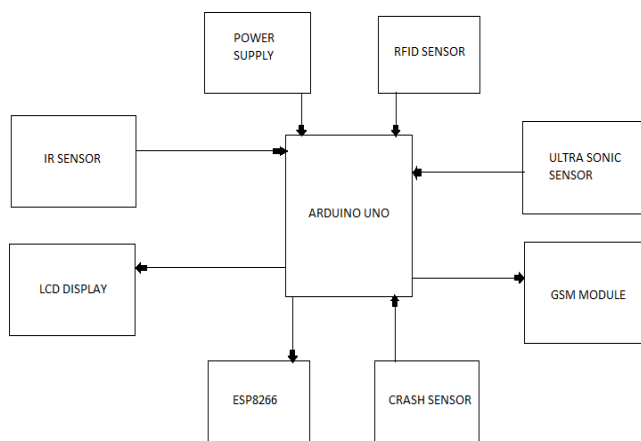 POWER
SUPPLY
RFID SENSOR
IR SENSOR
ULTRA SONIC
SENSOR
ARDUINO UNO
LCD DISPLAY
GSM MODULE
ESP8266
CRASH SENSOR